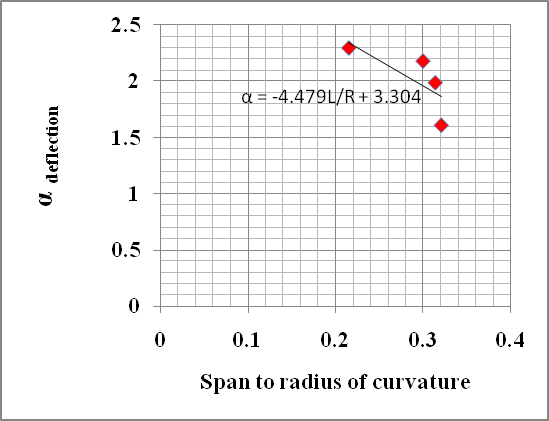 2.5
2
α = -4.479L/R + 3.304
1.5
α deflection
1
0.5
0
0 0.1 0.2 0.3 0.4
Span to radius of curvature